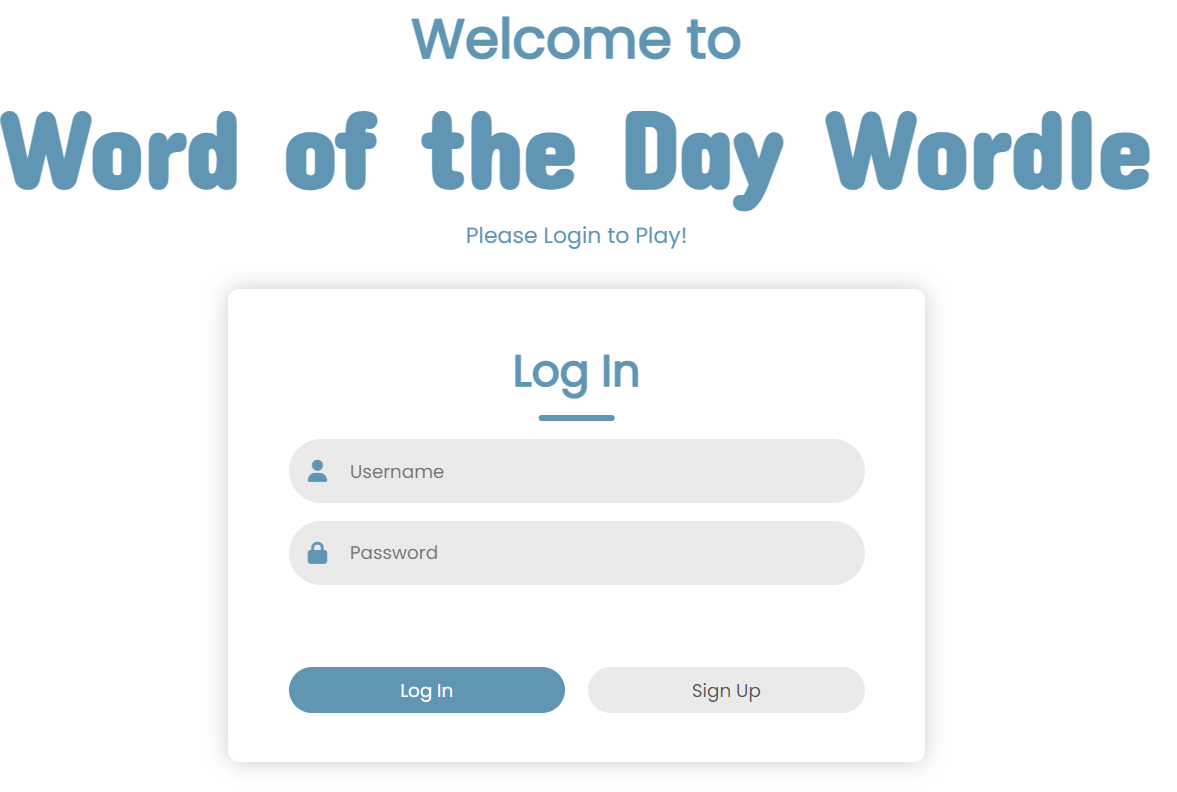 Welcome to
Word of the Day Wordle
Please Login to Play!
Log In
Username
Password
Log In
Sign Up